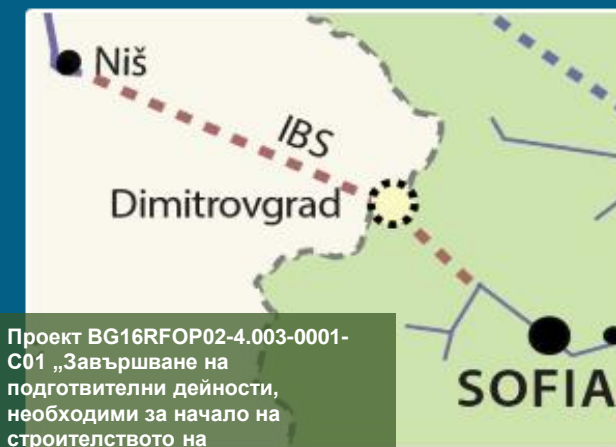 Niš
IBS
Dimitrovgrad
SOFIA
Проект BG16RFOP02-4.003-0001-
C01 „Завършване на
подготвителни дейности,
необходими за начало на
строителството на